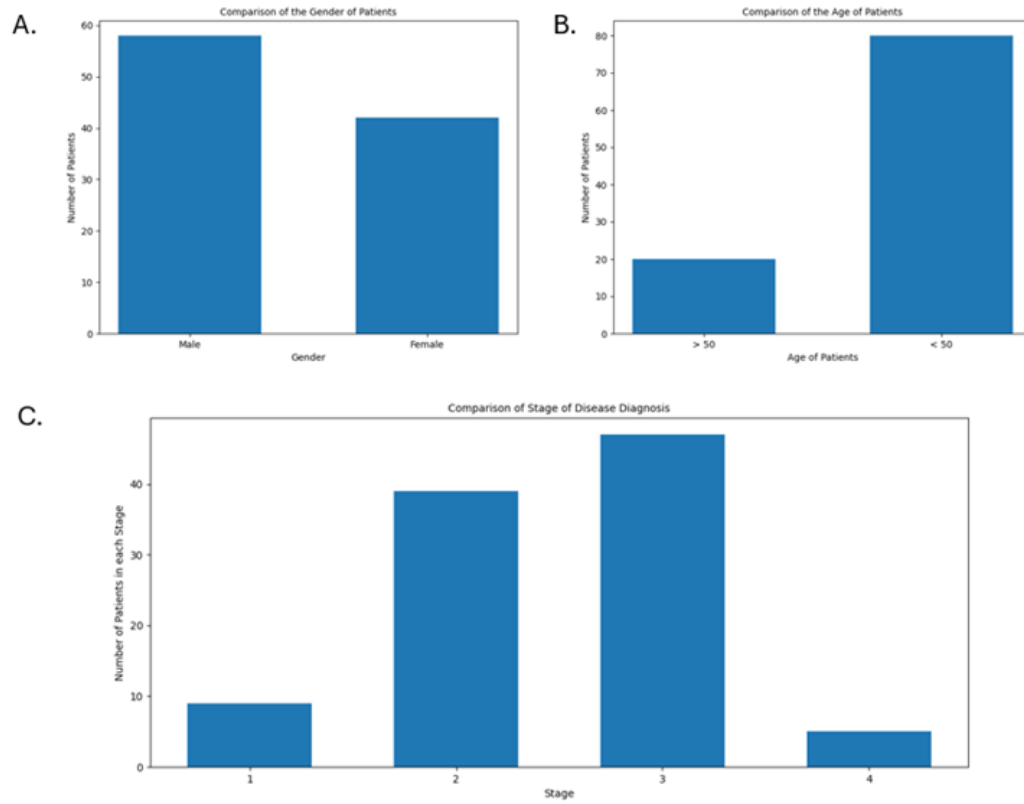 A.
Comparison of the Gender of Patients
Number of Patients
60
50
40
30
20
10
0
Male Female
Gender
B.
Comparison of the Age of Patients
Number of Patients
80
70
60
50
40
30
20
10
0
> 50 < 50
Age of Patients
C.
Comparison of Stage of Disease Diagnosis
Number of Patients in each Stage
40
30
20
10
0
1 2 3 4
Stage